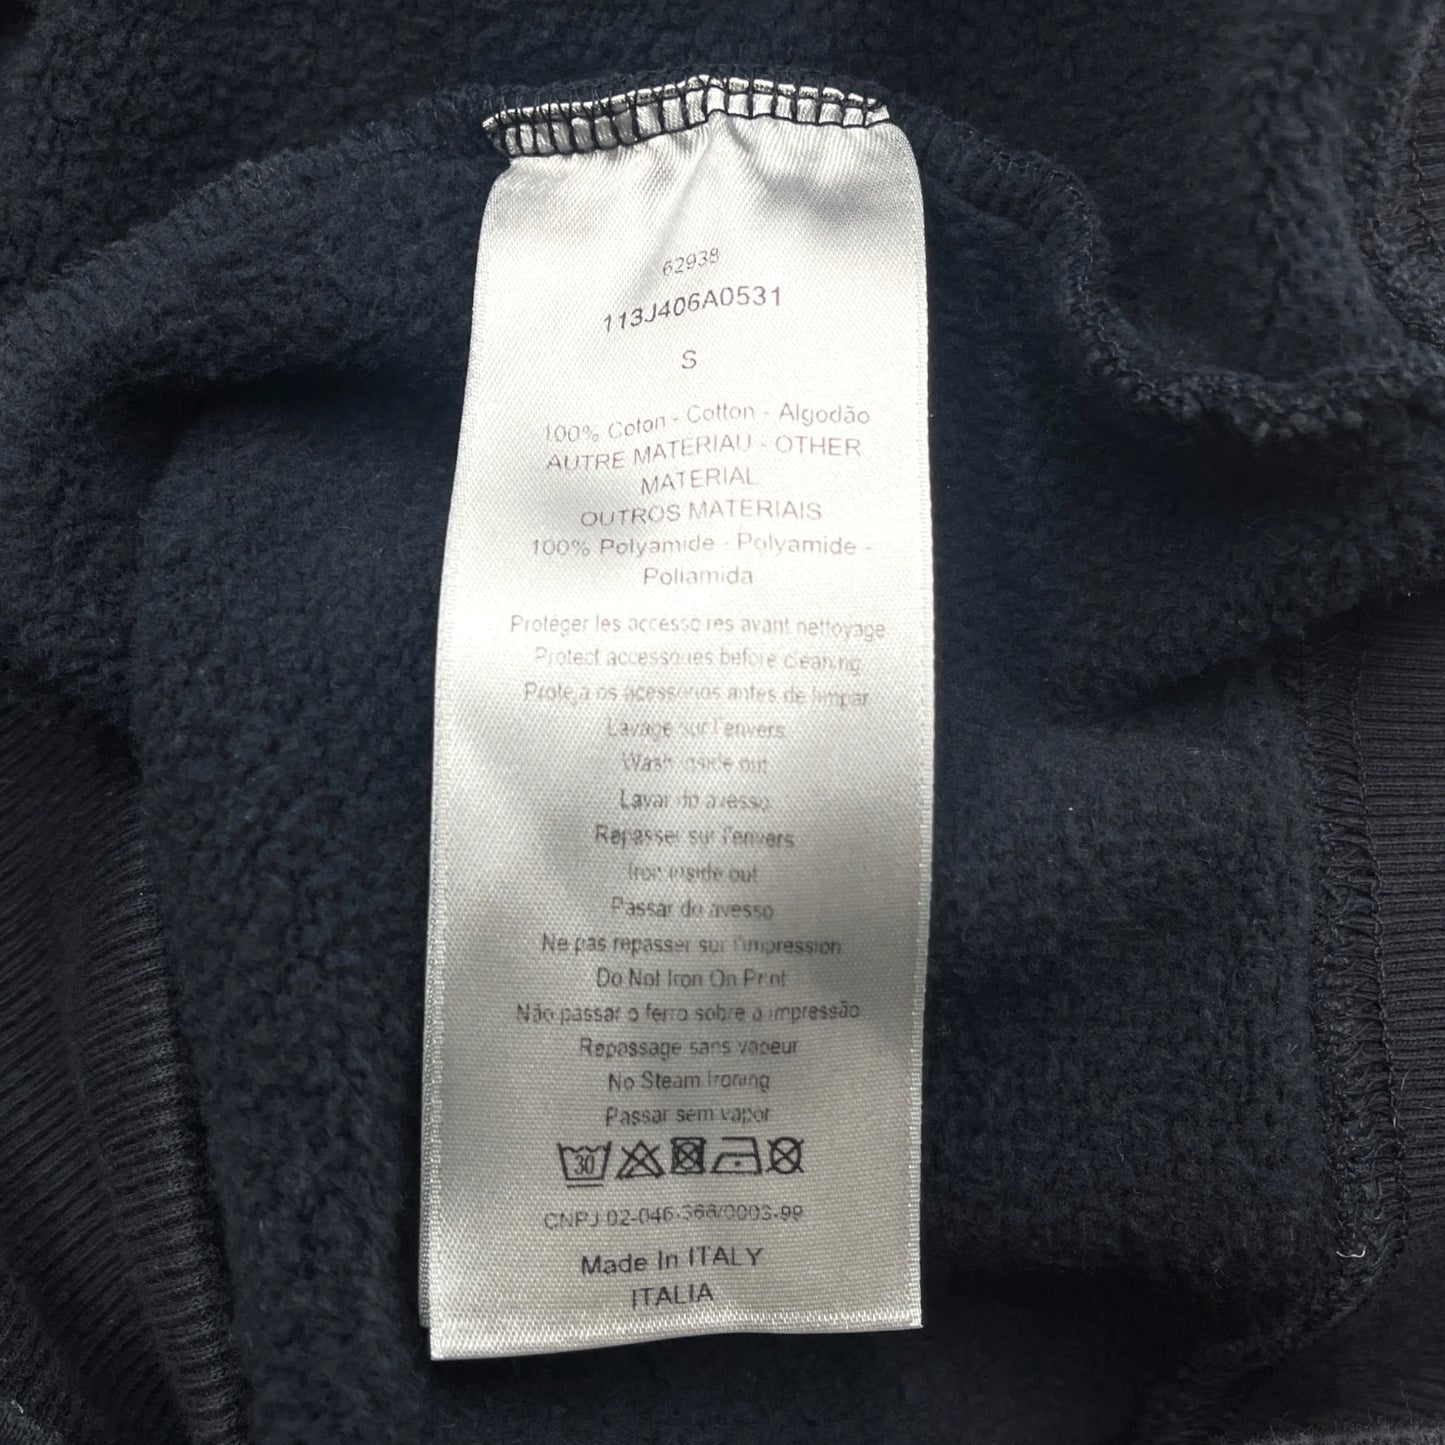 62938
113J406A0531
S
100% Coton - Cotton - Algodão
AUTRE MATERIAU - OTHER
MATERIAL
OUTROS MATERIAIS
100% Polyamide - Polyamide -
Poliamida
Protéger les accessoires avant nettoyage
Protect accessories before cleaning
Proteja os acessorios antes de limpar
Lavage sur l'envers
Wash inside out
Lavar do avesso
Repasser sur l'envers
Iron inside out
Passar do avesso
Ne pas repasser sur l'impression
Do Not Iron On Print
Não passar o ferro sobre a impressão
Repassage sans vapeur
No Steam Ironing
Passar sem vapor
30
CNPJ 02-046-368/0003-99
Made In ITALY
ITALIA